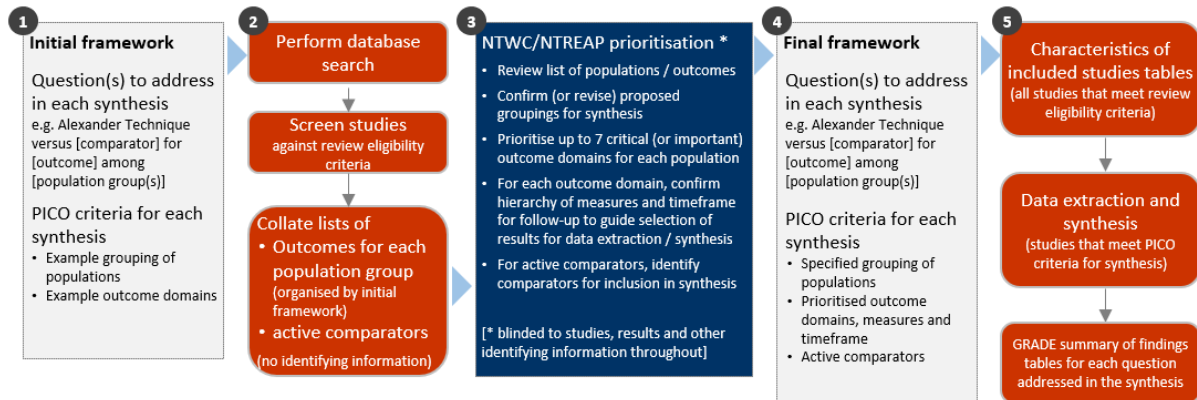 1
Initial framework
Question(s) to address
in each synthesis
e.g. Alexander Technique
versus [comparator] for
[outcome] among
[population group(s)]
PICO criteria for each
synthesis
• Example grouping of
populations
• Example outcome domains
2
Perform database
search
Screen studies
against review eligibility
criteria
Collate lists of
• Outcomes for each
population group
(organised by initial
framework)
• active comparators
(no identifying information)
3
NTWC/NTREAP prioritisation *
• Review list of populations / outcomes
• Confirm (or revise) proposed
groupings for synthesis
• Prioritise up to 7 critical (or important)
outcome domains for each population
• For each outcome domain, confirm
hierarchy of measures and timeframe
for follow-up to guide selection of
results for data extraction / synthesis
• For active comparators, identify
comparators for inclusion in synthesis
[* blinded to studies, results and other
identifying information throughout]
4
Final framework
Question(s) to address
in each synthesis
e.g. Alexander Technique
versus [comparator] for
[outcome] among
[population group(s)]
PICO criteria for each
synthesis
• Specified grouping of
populations
• Prioritised outcome
domains, measures and
timeframe
• Active comparators
5
Characteristics of
included studies tables
(all studies that meet review
eligibility criteria)
Data extraction and
synthesis
(studies that meet PICO
criteria for synthesis)
GRADE summary of findings
tables for each question
addressed in the synthesis